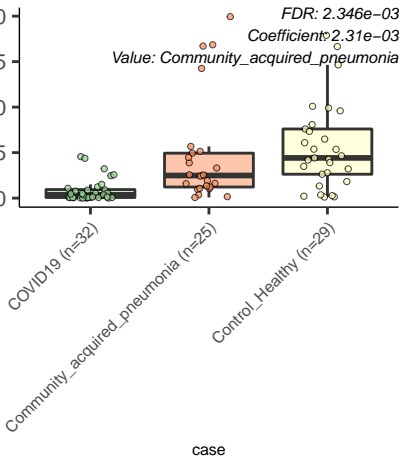 FDR: 2.346e−03
Coefficient: 2.31e−03
Value: Community_acquired_pneumonia
COVID19 (n=32)
Community_acquired_pneumonia (n=25)
Control_Healthy (n=29)
case